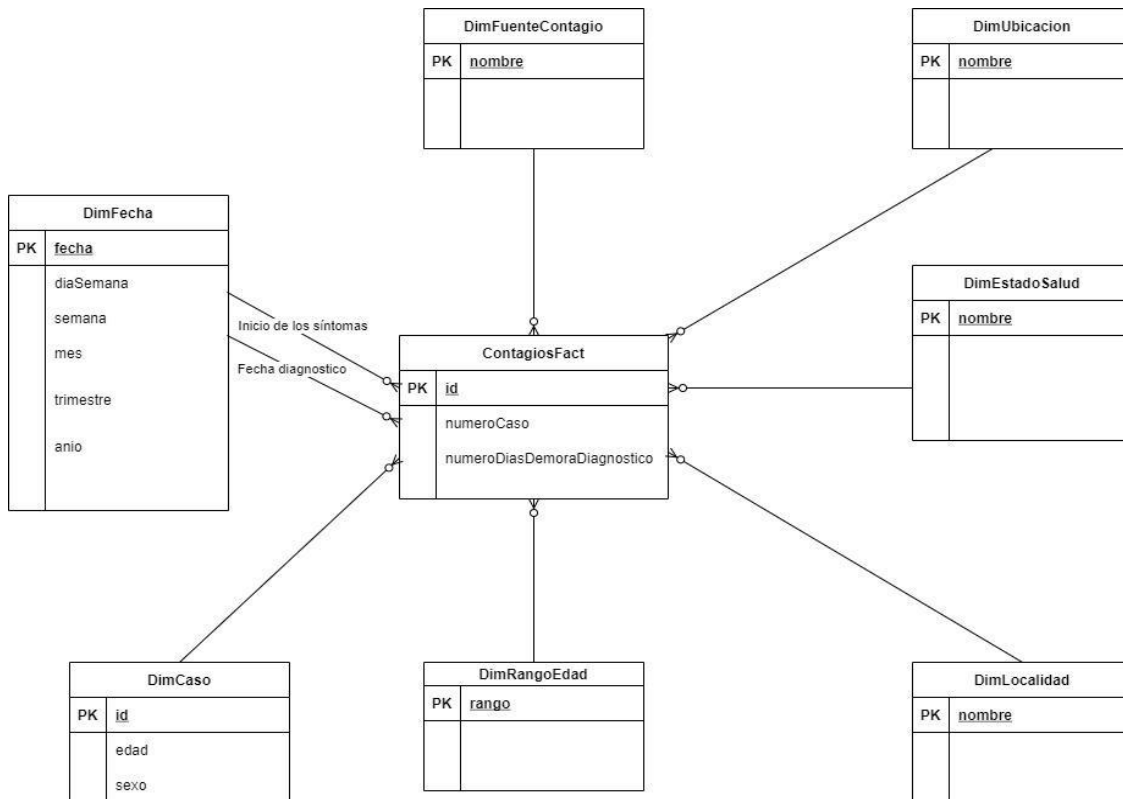 DimFuenteContagio
PK nombre
DimUbicacion
PK nombre
DimFecha
PK fecha
diaSemana
semana
mes
trimestre
anio
Inicio de los síntomas
Fecha diagnostico
DimEstadoSalud
PK nombre
ContagiosFact
PK id
numeroCaso
numeroDiasDemoraDiagnostico
DimCaso
PK id
edad
sexo
DimRangoEdad
PK rango
DimLocalidad
PK nombre